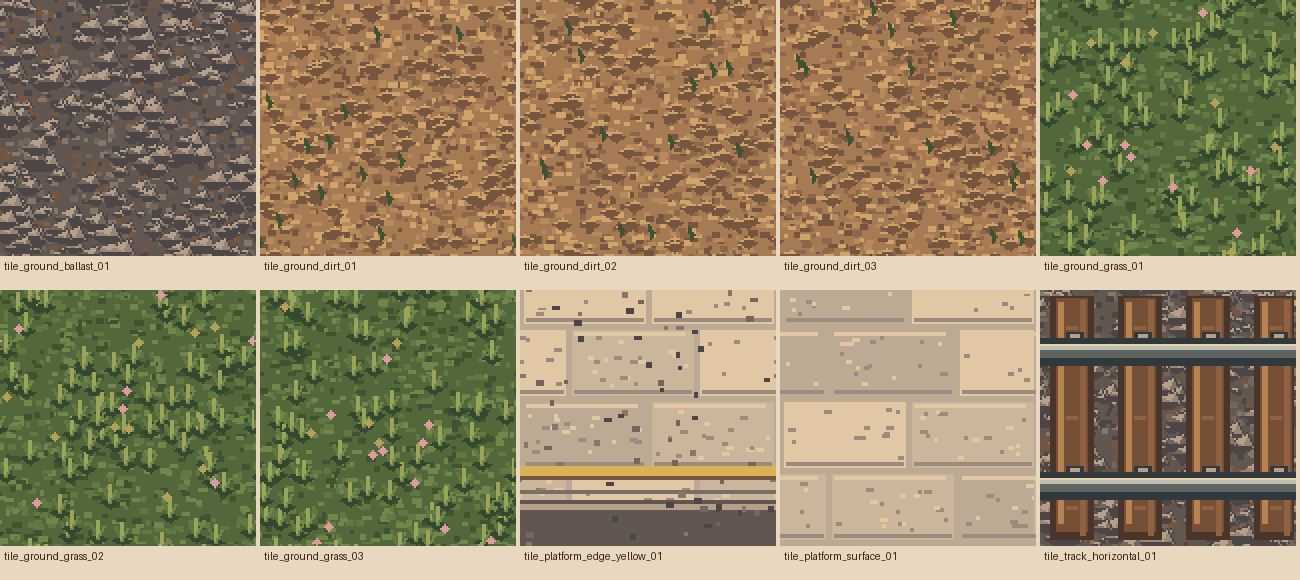 tile_ground_ballast_01
tile_ground_dirt_01
tile_ground_dirt_02
tile_ground_dirt_03
tile_ground_grass_01
tile_ground_grass_02
tile_ground_grass_03
tile_platform_edge_yellow_01
tile_platform_surface_01
tile_track_horizontal_01